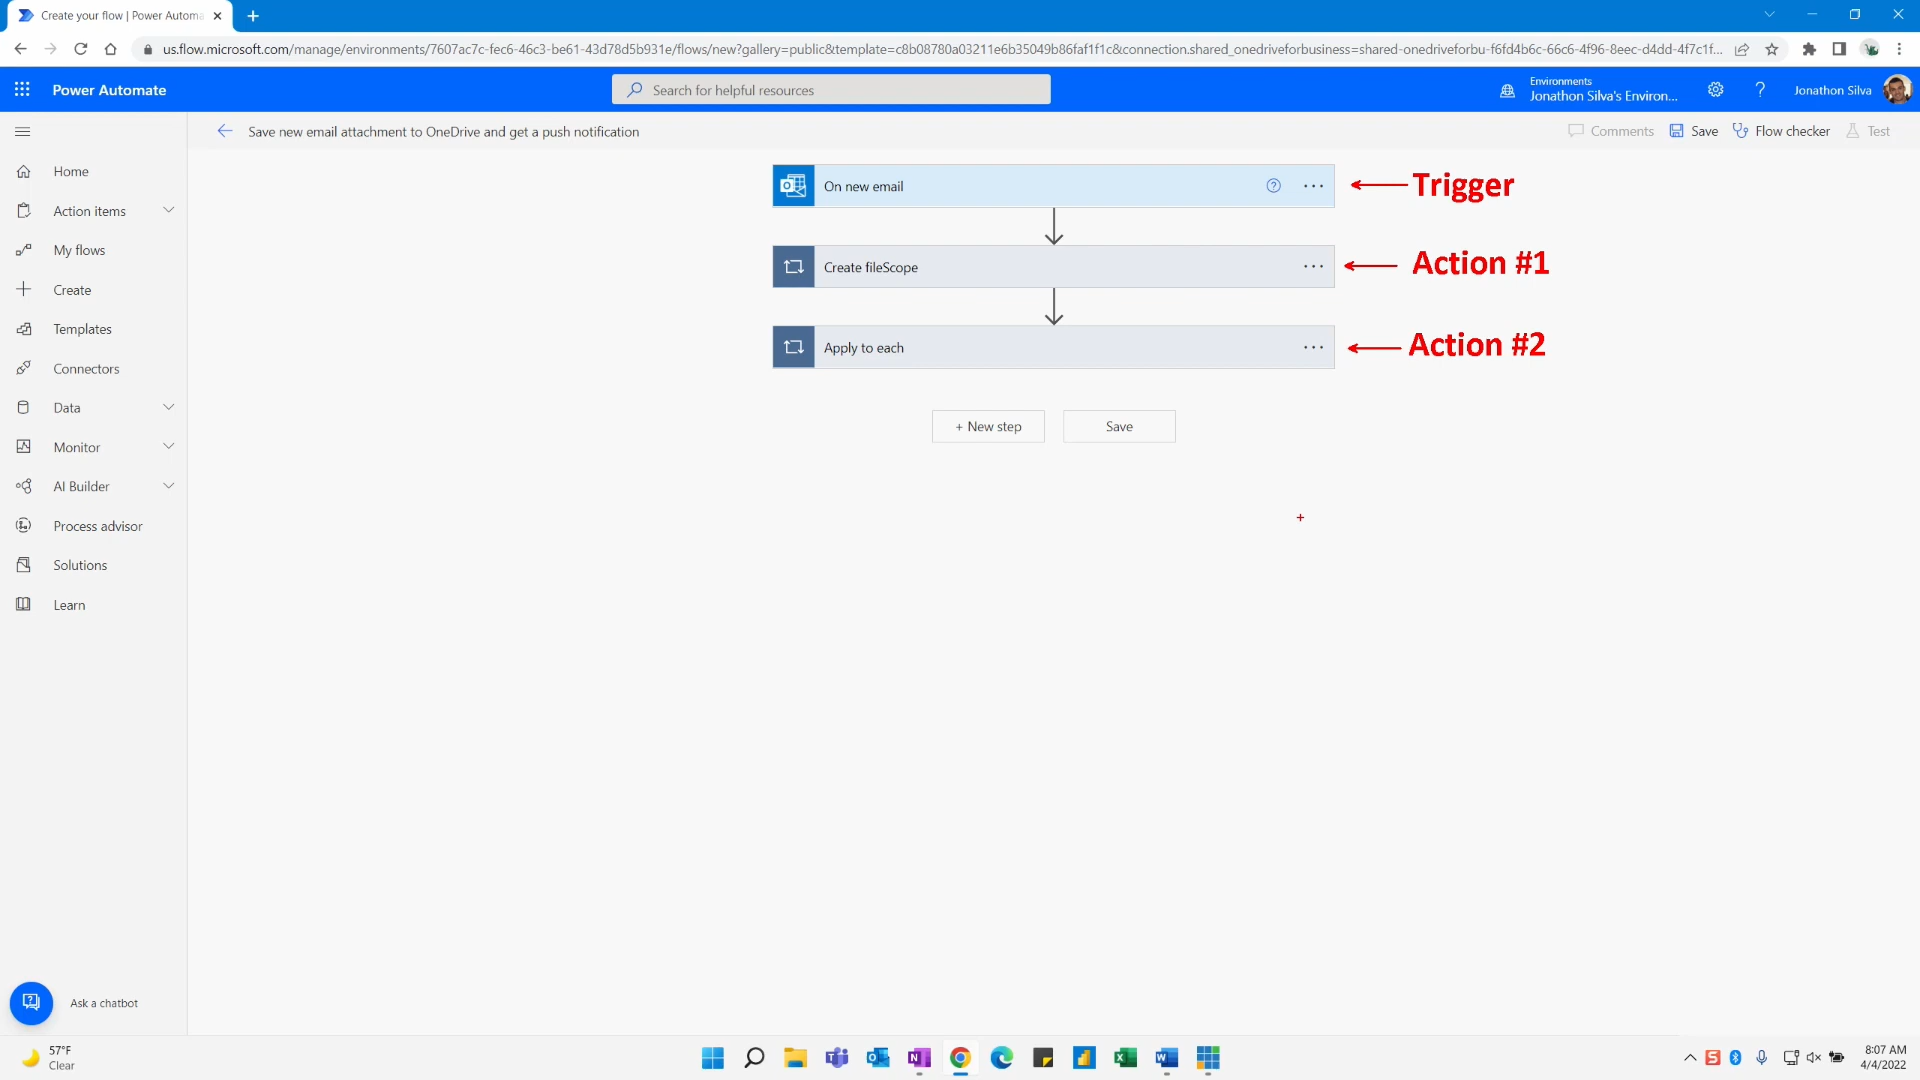 Create your flow | Power Automa
us.flow.microsoft.com/manage/environments/7607ac7c-fec6-46c3-be61-43d78d5b931e/flows/new?gallery=public&template=c8b08780a03211e6b35049b86faf1f1c&connection.shared_onedriveforbusiness=shared-onedriveforbu-f6fd4b6c-66c6-4f96-8eec-d4dd-4f7c1f...
Power Automate
Search for helpful resources
Environments
Jonathon Silva's Environ...
?
Jonathon Silva
Save new email attachment to OneDrive and get a push notification
Comments
Save
Flow checker
Test
Home
Action items
My flows
Create
Templates
Connectors
Data
Monitor
AI Builder
Process advisor
Solutions
Learn
On new email
Trigger
Create fileScope
Action #1
Apply to each
Action #2
+ New step
Save
Ask a chatbot
57°F
Clear
8:07 AM
4/4/2022